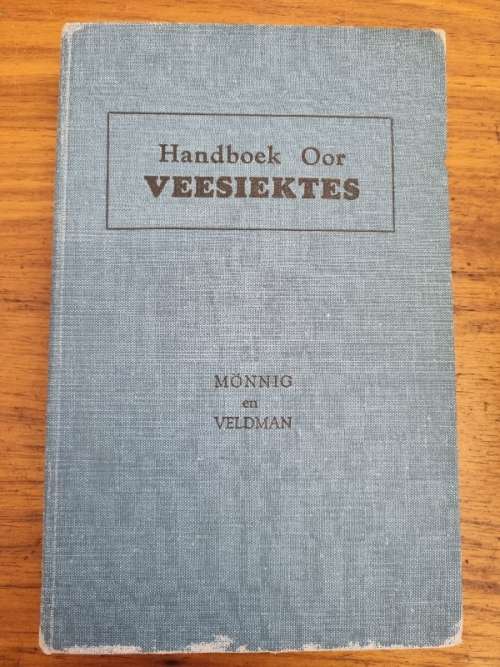 Handboek Oor
VEESIEKTES
MÖNNIG
en
VELDMAN